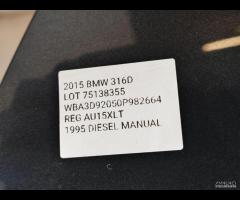 2015 BMW 316D
LOT 75138355
WBA3D92050P982664
REG AU15XLT
1995 DIESEL MANUAL